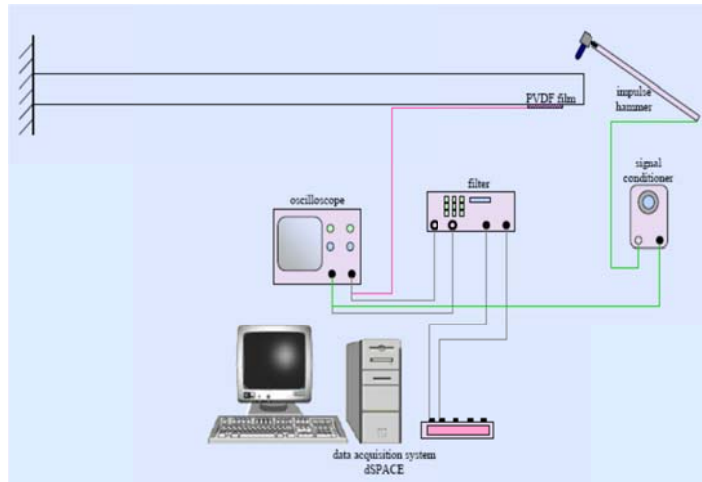 PVDF film
impulse
hammer
signal
conditioner
filter
oscilloscope
data acquisition system
dSPACE